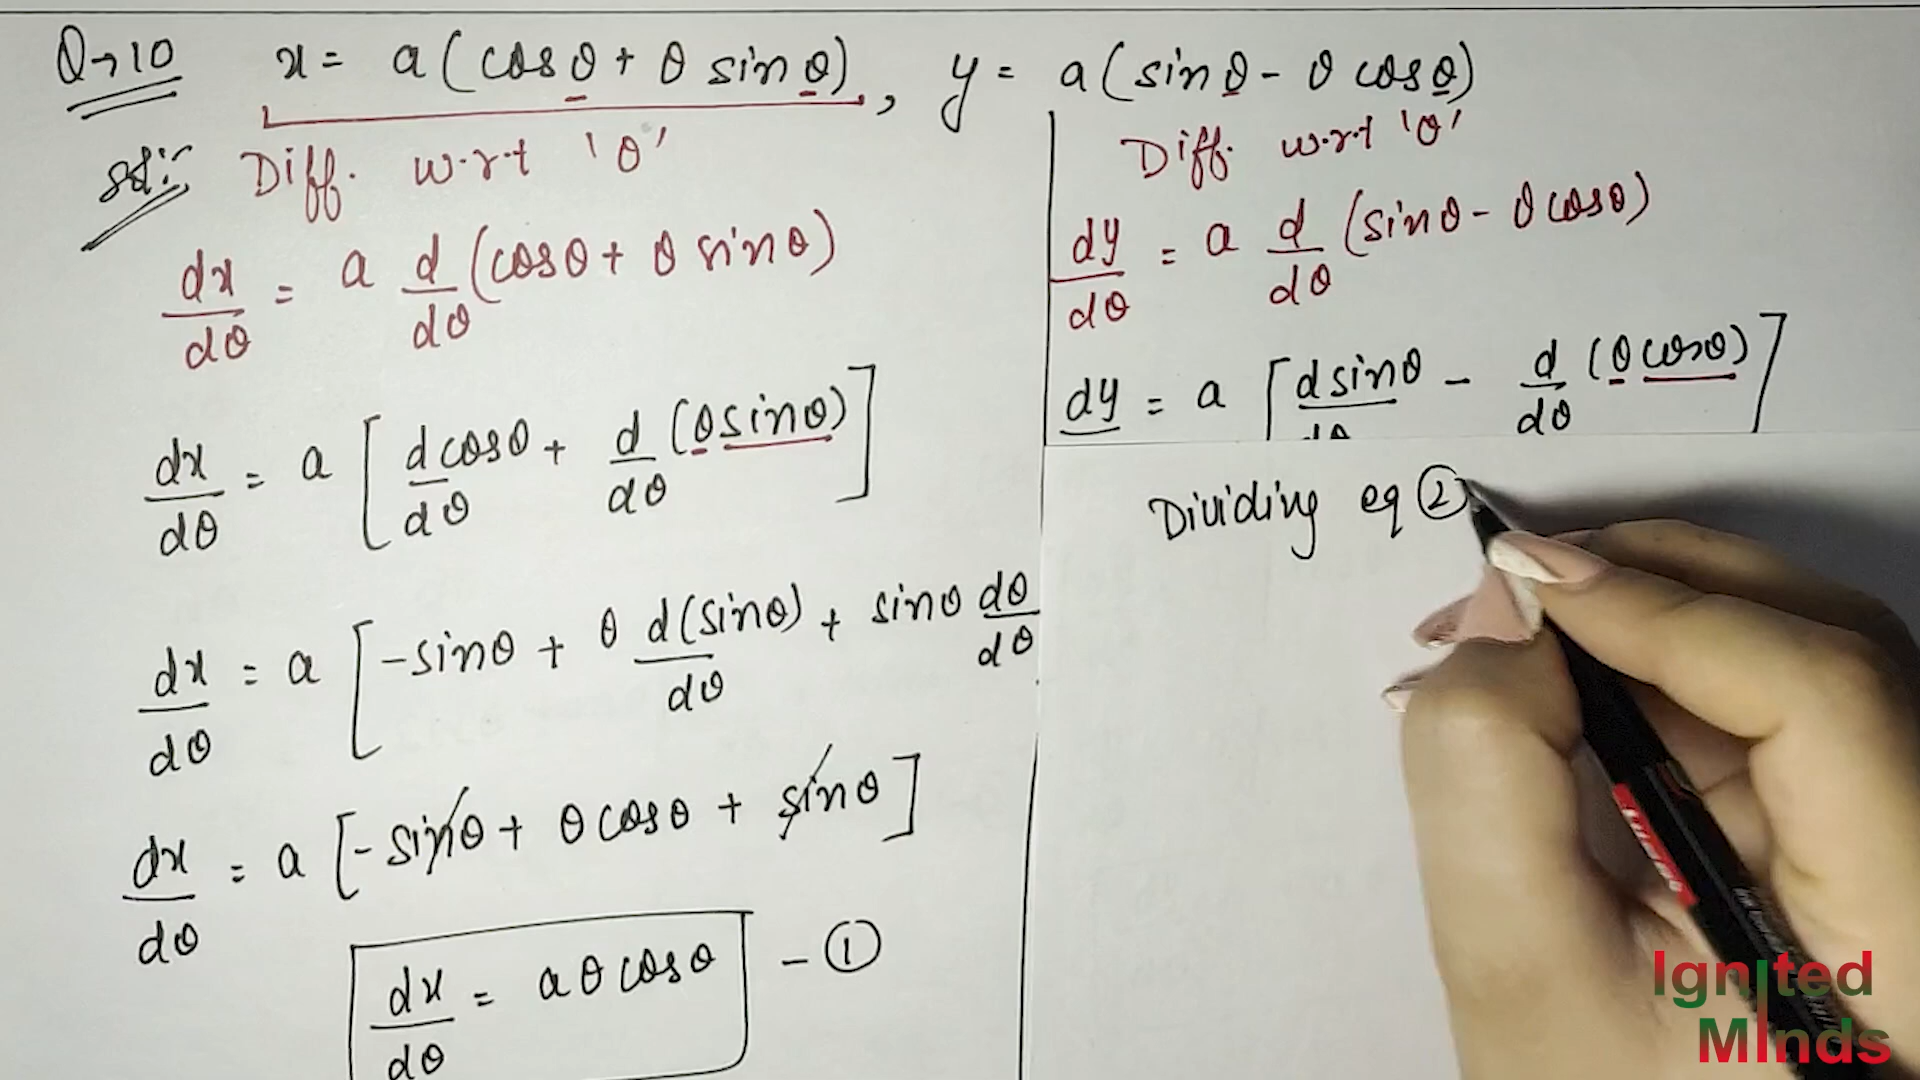 Q→10 x = a(cosθ + θ sinθ), y = a(sinθ - θ cosθ)
Sol:- Diff. w.r.t 'θ'
dx/dθ = a d/dθ (cosθ + θ sinθ)
dx/dθ = a [d cosθ/dθ + d/dθ (θ sinθ)]
dx/dθ = a [-sinθ + θ d(sinθ)/dθ + sinθ dθ/dθ
dx/dθ = a [-sinθ + θ cosθ + sinθ]
dx/dθ = aθ cosθ - ①
Diff. w.r.t 'θ'
dy/dθ = a d/dθ (sinθ - θ cosθ)
dy = a [d sinθ/dθ - d/dθ (θ cosθ)]
Dividing eq ②
Ignited
Minds